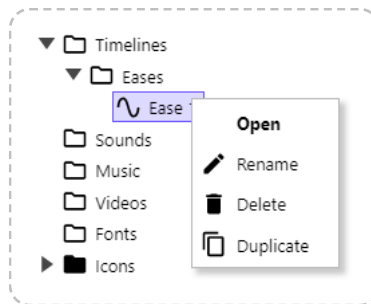 Timelines
Eases
Ease
Open
Sounds
Rename
Music
Delete
Videos
Duplicate
Fonts
Icons